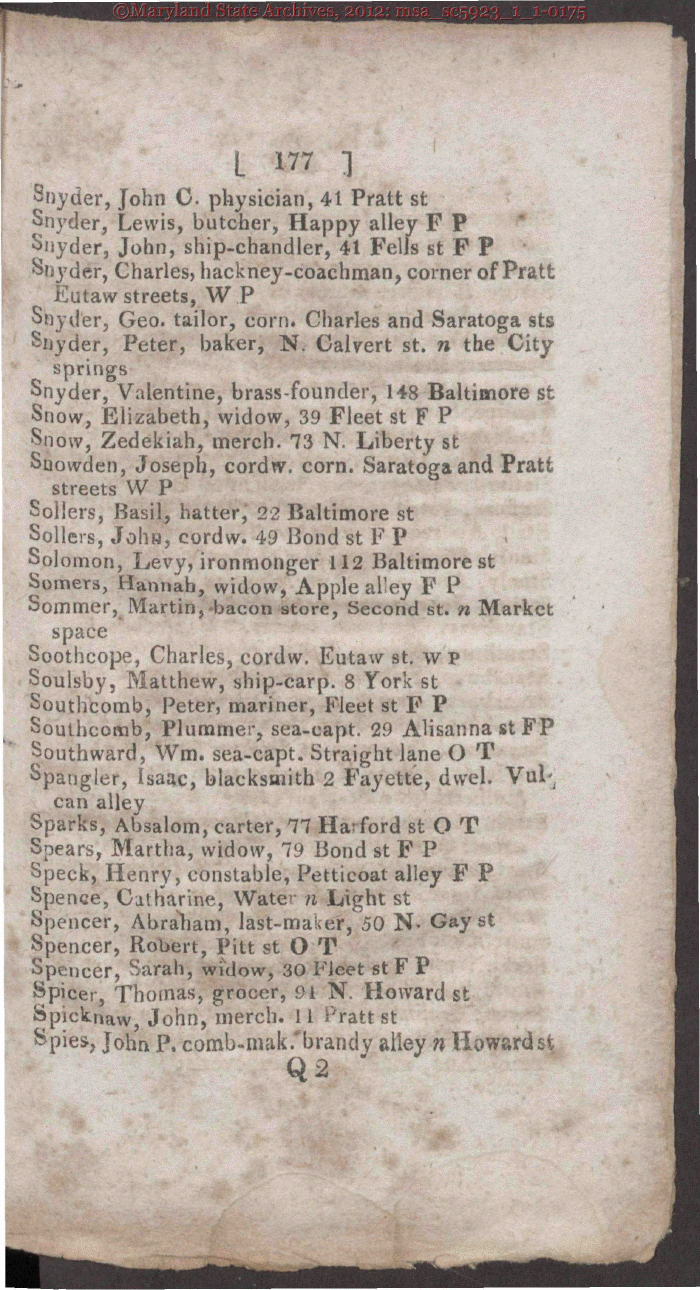 ©Maryland State Archives, 2012: msa_sc5923_1_1-0175
[ 177 ]
Snyder, John C. physician, 41 Pratt st
Snyder, Lewis, butcher, Happy alley F P
Snyder, John, ship-chandler, 41 Fells st F P
Snyder, Charles, hackney-coachman, corner of Pratt
Eutaw streets, W P
Snyder, Geo. tailor, corn. Charles and Saratoga sts
Snyder, Peter, baker, N. Calvert st. n the City
springs
Snyder, Valentine, brass-founder, 148 Baltimore st
Snow, Elizabeth, widow, 39 Fleet st F P
Snow, Zedekiah, merch. 73 N. Liberty st
Snowden, Joseph, cordw. corn. Saratoga and Pratt
streets W P
Sollers, Basil, hatter, 22 Baltimore st
Sollers, John, cordw. 49 Bond st F P
Solomon, Levy, ironmonger 112 Baltimore st
Somers, Hannah, widow, Apple alley F P
Sommer, Martin, bacon store, Second st. n Market
space
Soothcope, Charles, cordw. Eutaw st. W P
Soulsby, Matthew, ship-carp. 8 York st
Southcomb, Peter, mariner, Fleet st F P
Southcomb, Plummer, sea-capt. 29 Alisanna st F P
Southward, Wm. sea-capt. Straight lane O T
Spangler, Isaac, blacksmith 2 Fayette, dwel. Vul-
can alley
Sparks, Absalom, carter, 77 Harford st O T
Spears, Martha, widow, 79 Bond st F P
Speck, Henry, constable, Petticoat alley F P
Spence, Catharine, Water n Light st
Spencer, Abraham, last-maker, 50 N. Gay st
Spencer, Robert, Pitt st O T
Spencer, Sarah, widow, 30 Fleet st F P
Spicer, Thomas, grocer, 91 N. Howard st
Spicknaw, John, merch. 11 Pratt st
Spies, John P. comb-mak. brandy alley n Howard st
Q 2